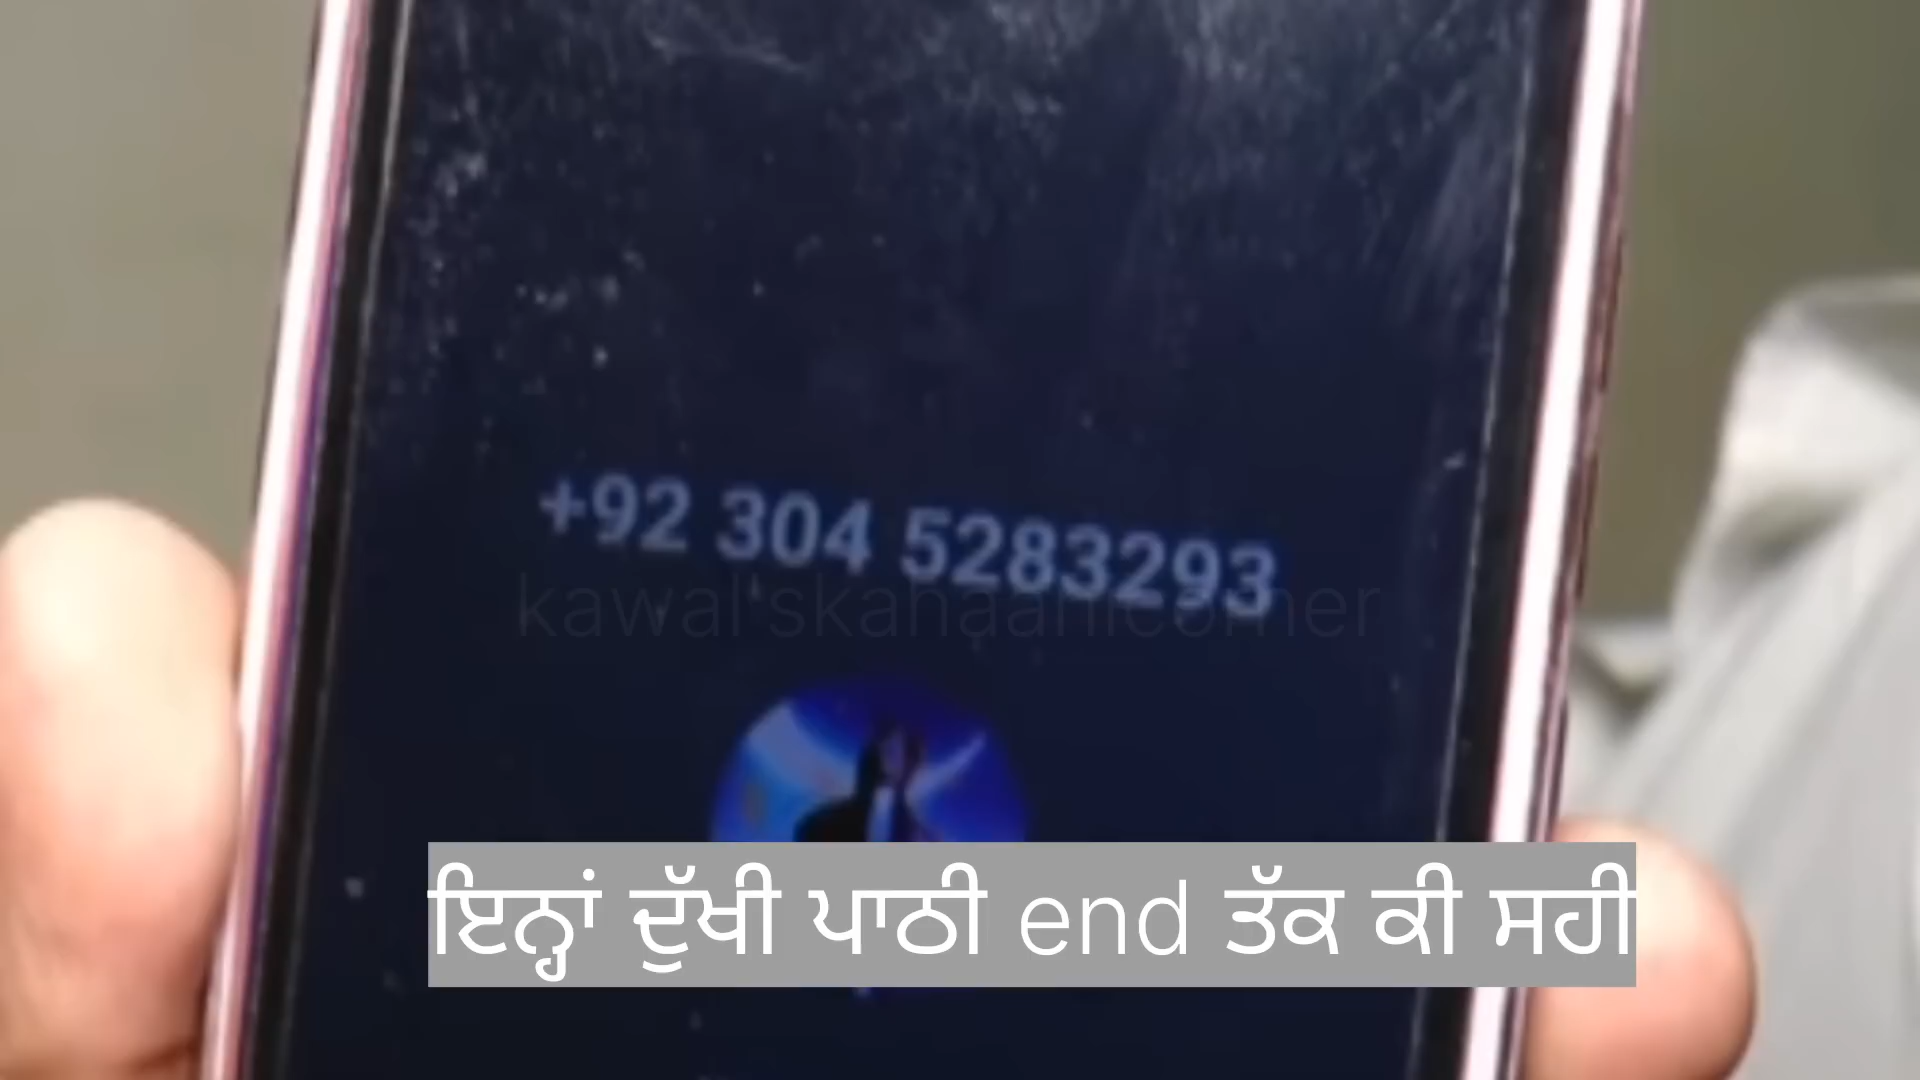 +92 304 5283293
kawal'skahaanicorner
ਇਨ੍ਹਾਂ ਦੁੱਖੀ ਪਾਠੀ end ਤੱਕ ਕੀ ਸਹੀ